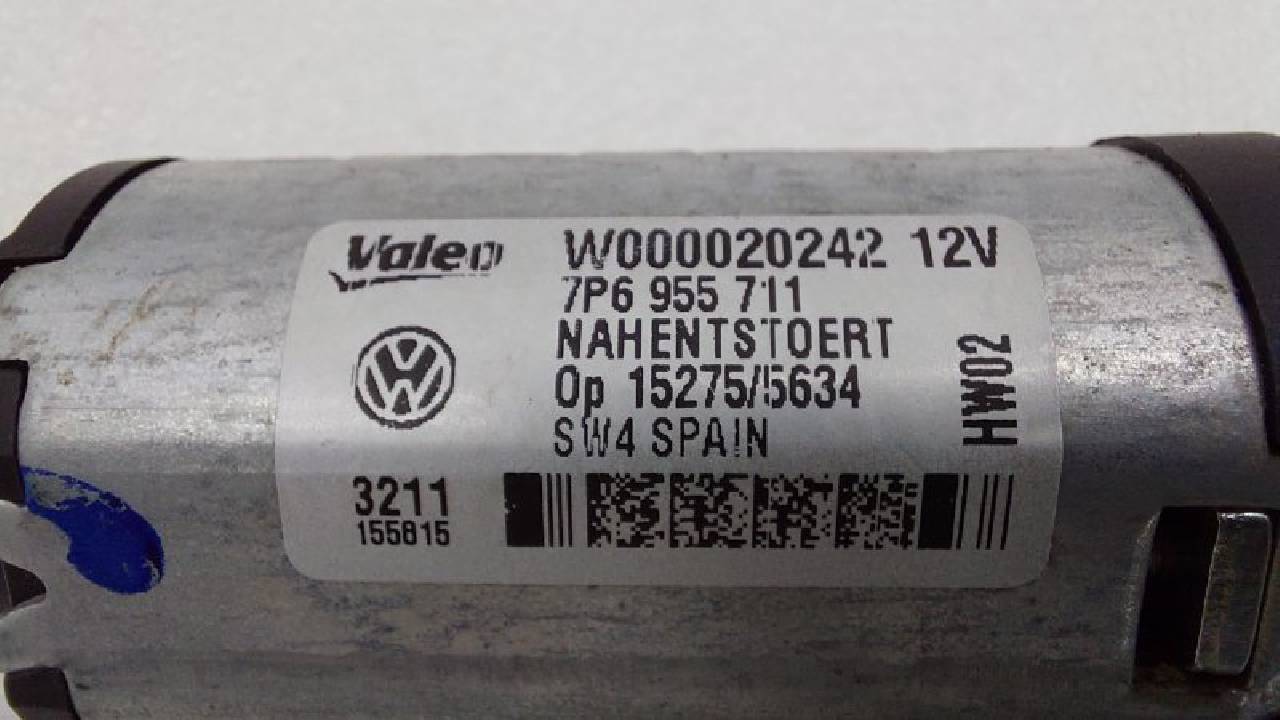 Valeo
W000020242 12V
7P6 955 711
NAHENTSTOERT
Op 15275/5634
SW4 SPAIN
HW02
3211
155815